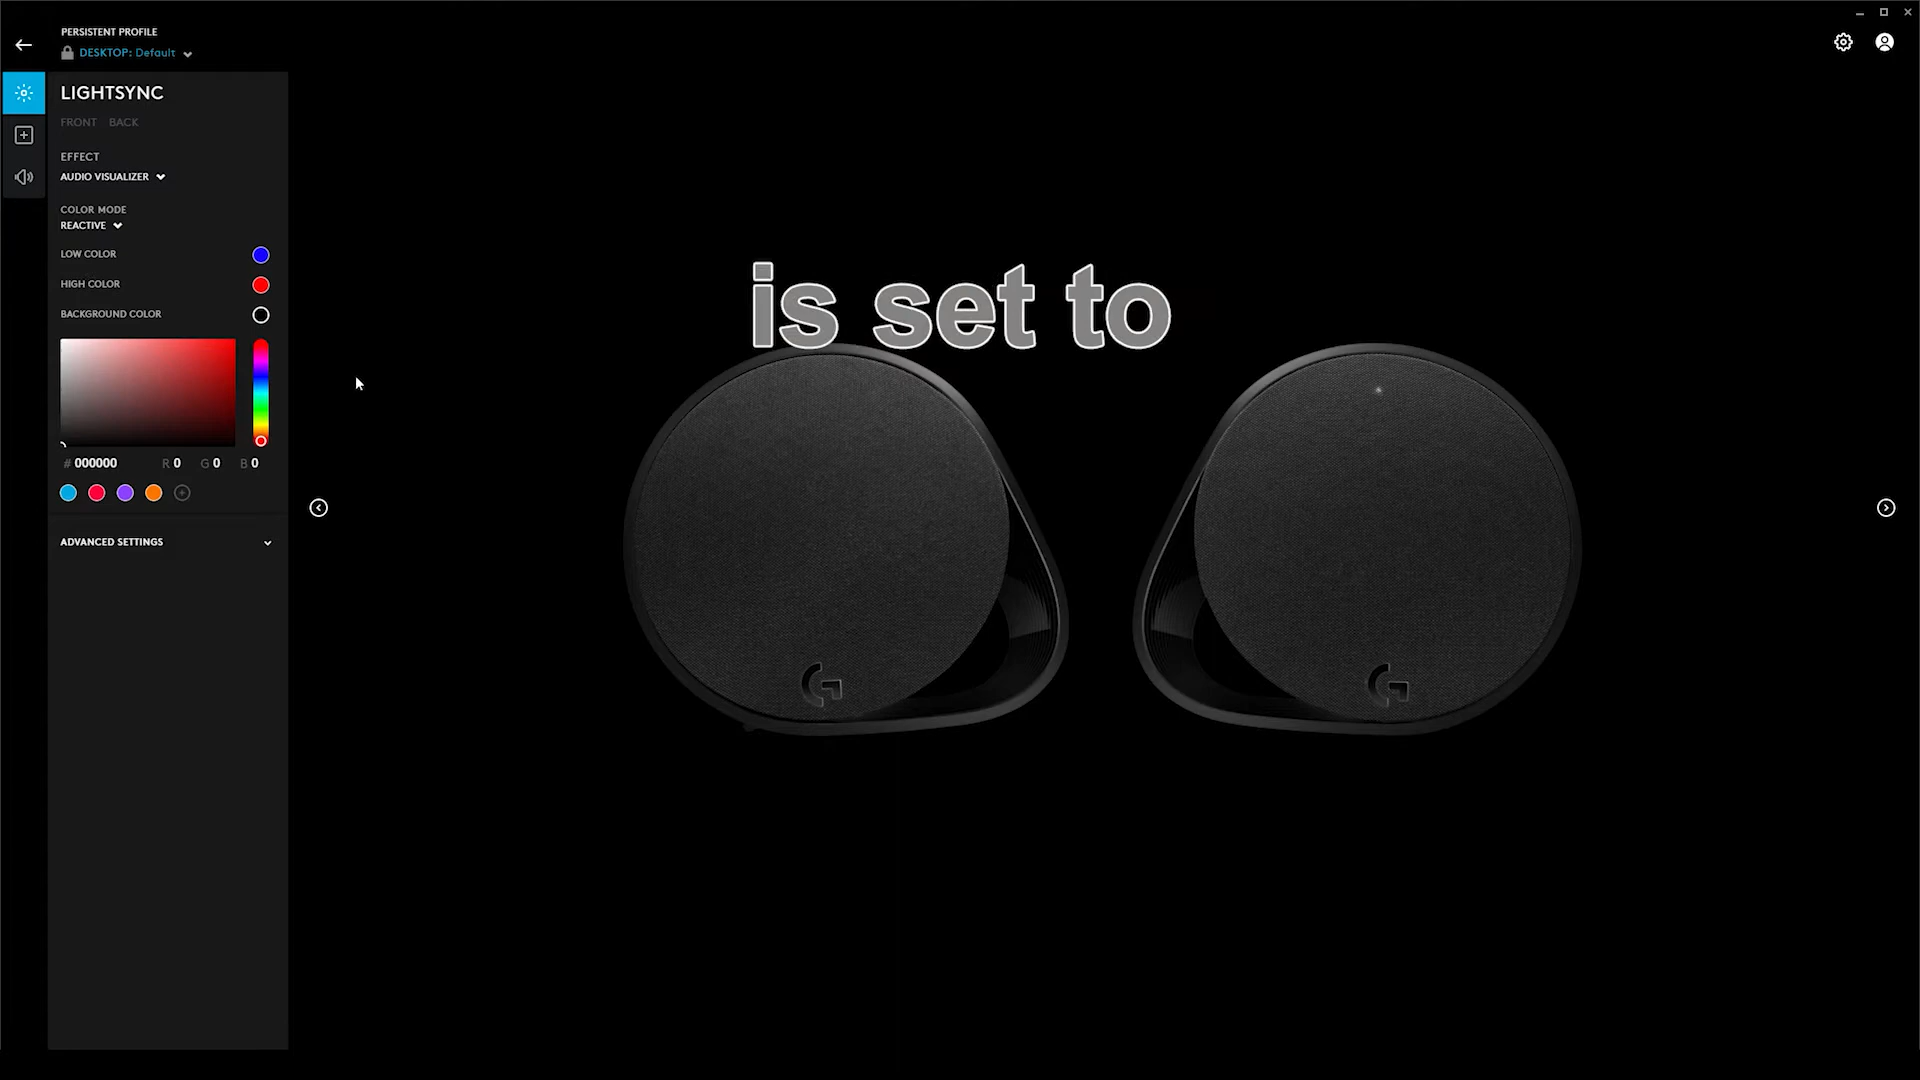 PERSISTENT PROFILE
DESKTOP: Default
LIGHTSYNC
FRONT BACK
EFFECT
AUDIO VISUALIZER
COLOR MODE
REACTIVE
LOW COLOR
HIGH COLOR
BACKGROUND COLOR
# 000000 R 0 G 0 B 0
ADVANCED SETTINGS
is set to